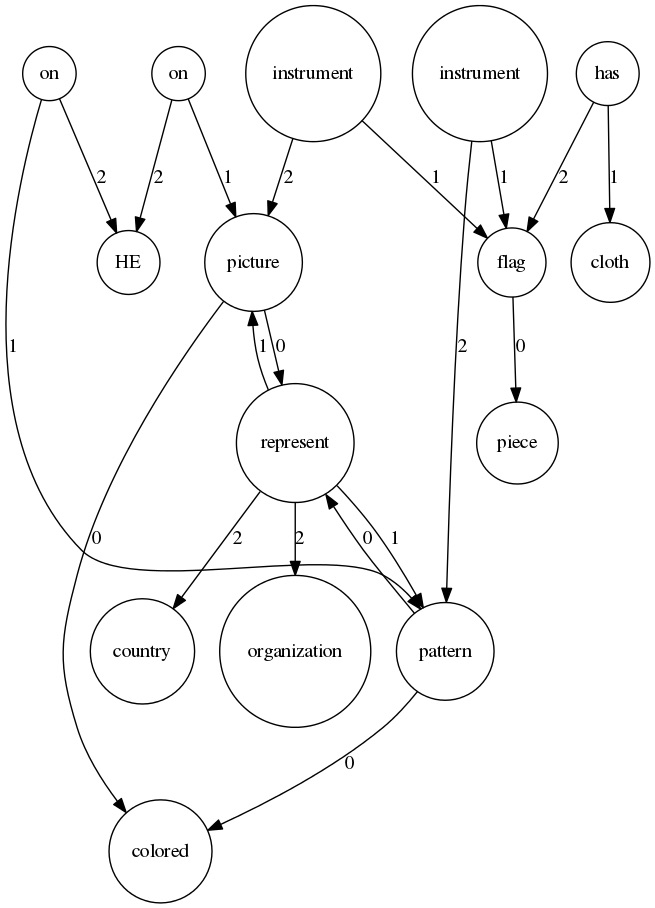 on on instrument instrument has
2 2 1 2 1 1 2 1
HE picture flag cloth
1 1 0 2 0
represent piece
0 2 2 0 1
country organization pattern
0
colored